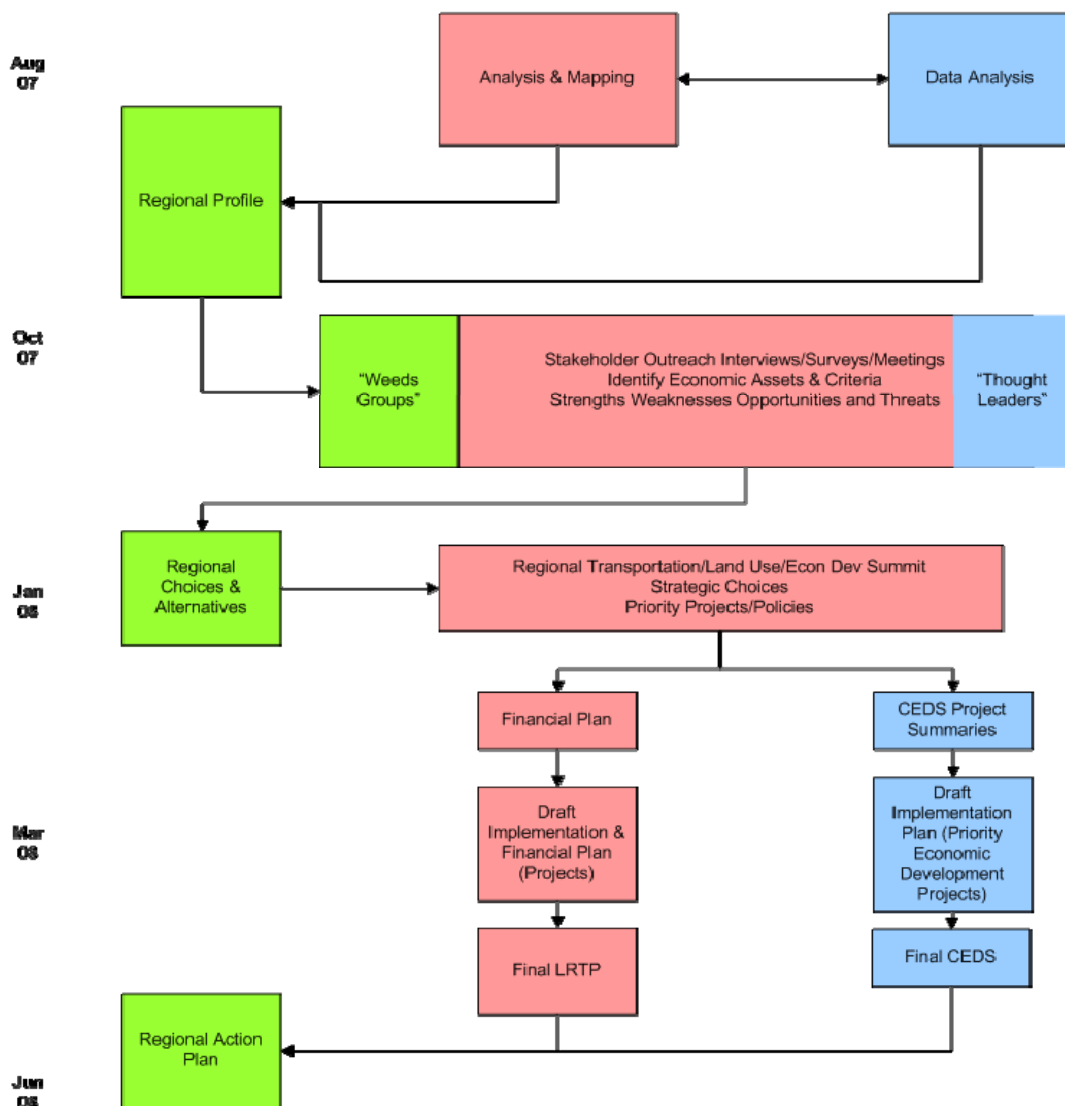 Aug
07
Analysis & Mapping
Data Analysis
Regional Profile
Oct
07
"Weeds
Groups"
Stakeholder Outreach Interviews/Surveys/Meetings
Identify Economic Assets & Criteria
Strengths Weaknesses Opportunities and Threats
"Thought
Leaders"
Jan
08
Regional
Choices &
Alternatives
Regional Transportation/Land Use/Econ Dev Summit
Strategic Choices
Priority Projects/Policies
Financial Plan
CEDS Project
Summaries
Mar
08
Draft
Implementation &
Financial Plan
(Projects)
Draft
Implementation
Plan (Priority
Economic
Development
Projects)
Final LRTP
Final CEDS
Regional Action
Plan
Jun
08